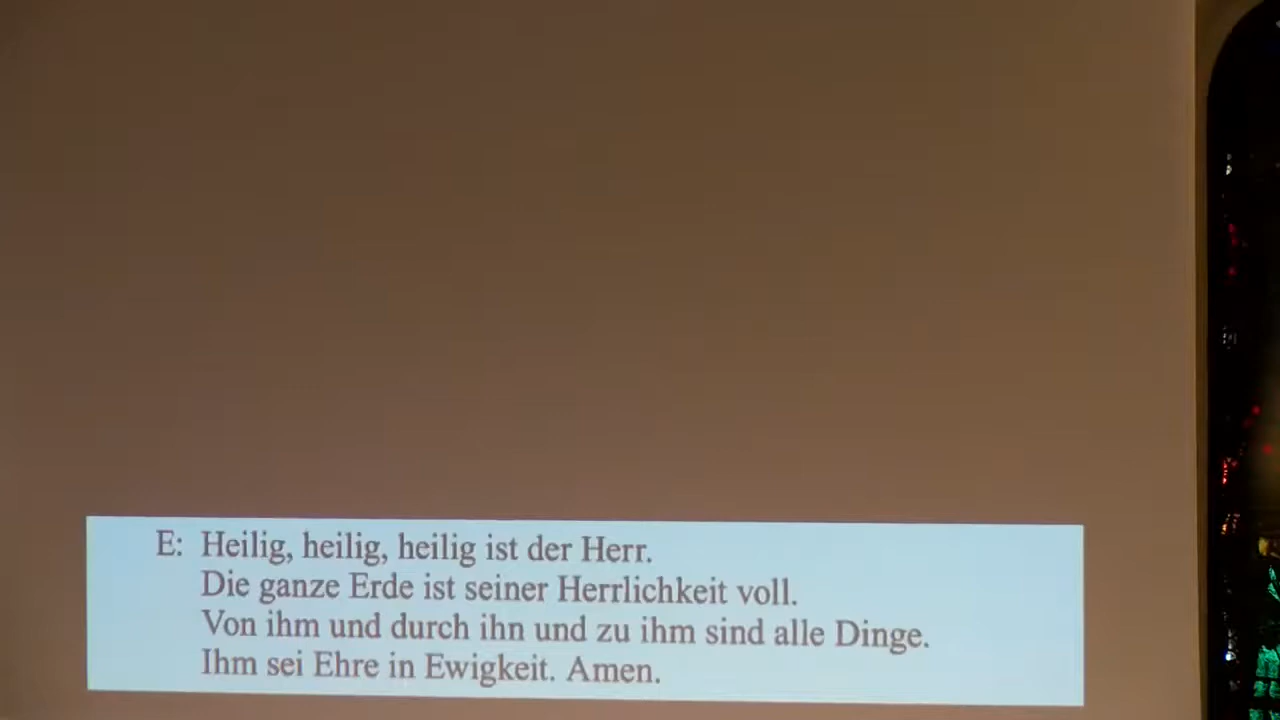 E: Heilig, heilig, heilig ist der Herr.
Die ganze Erde ist seiner Herrlichkeit voll.
Von ihm und durch ihn und zu ihm sind alle Dinge.
Ihm sei Ehre in Ewigkeit. Amen.